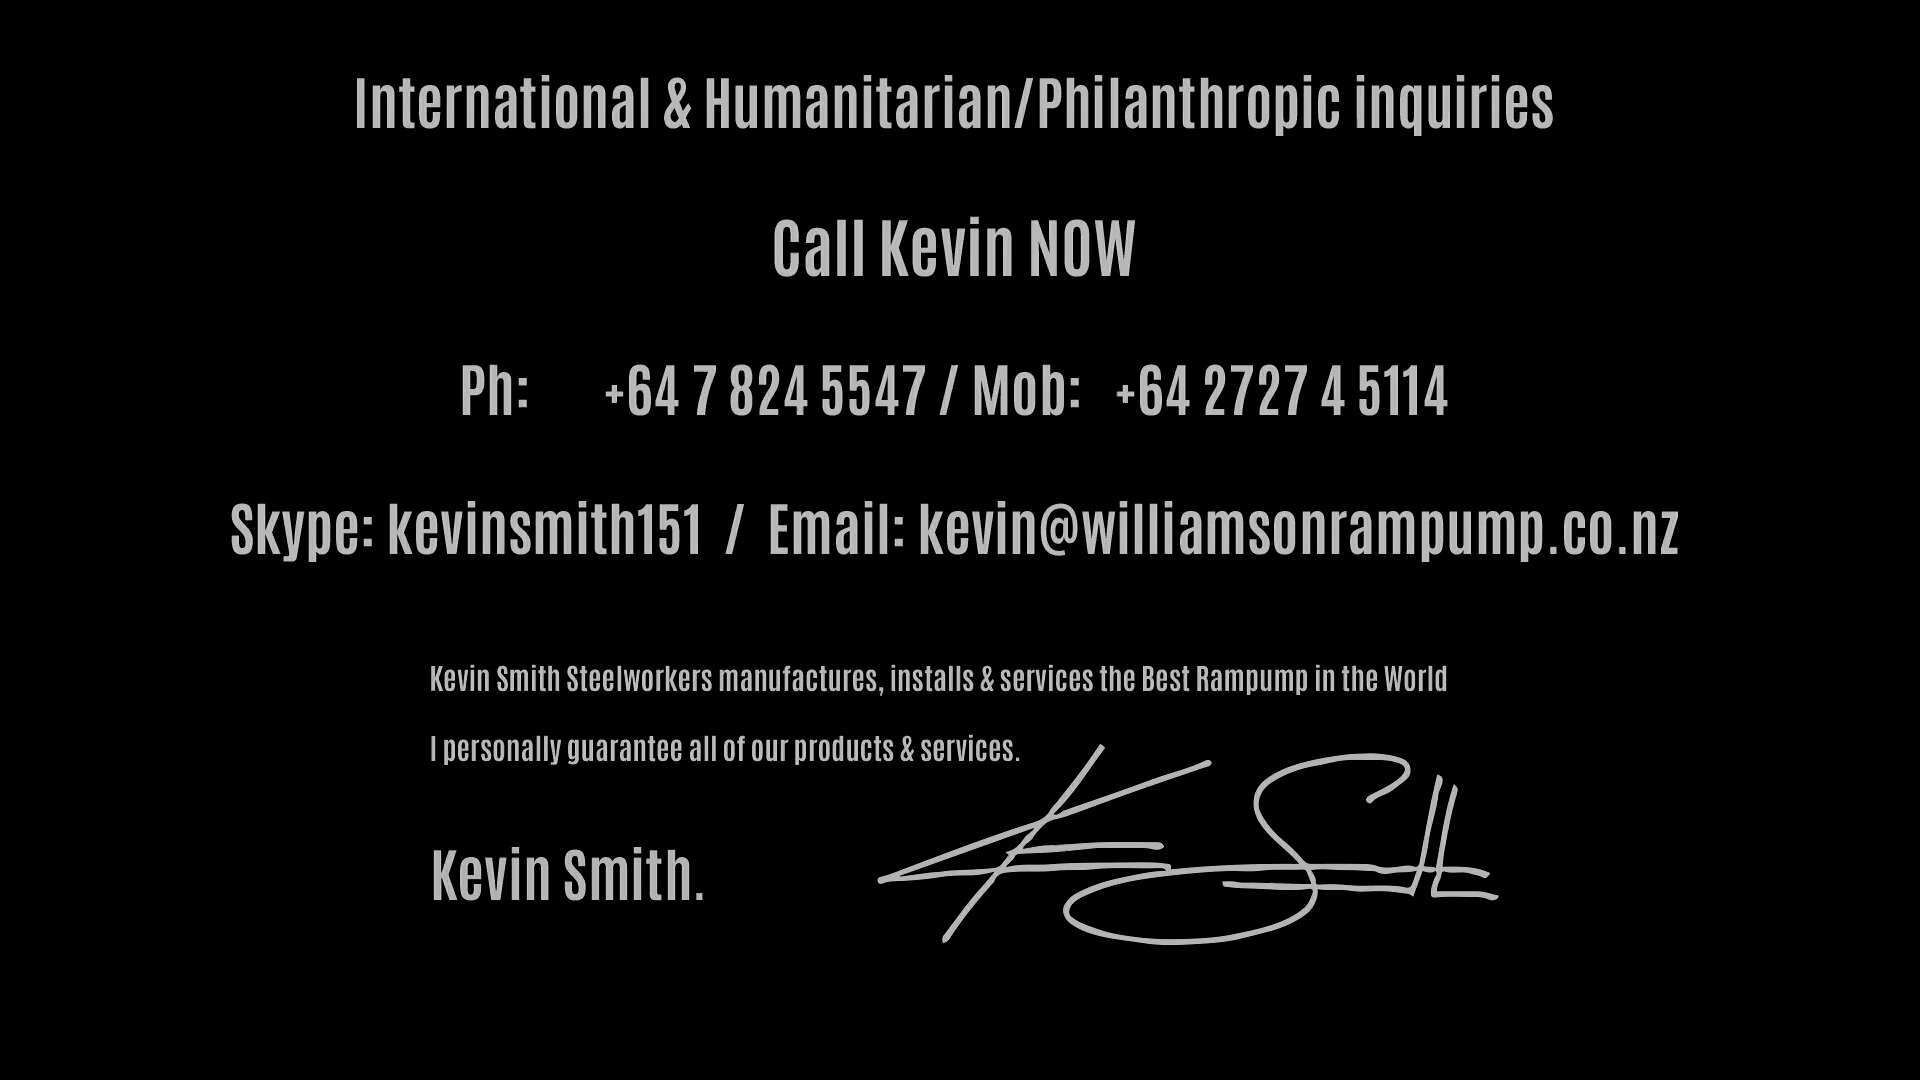 International & Humanitarian/Philanthropic inquiries
Call Kevin NOW
Ph: +64 7 824 5547 / Mob: +64 2727 4 5114
Skype: kevinsmith151 / Email: kevin@williamsonrampump.co.nz
Kevin Smith Steelworkers manufactures, installs & services the Best Rampump in the World
I personally guarantee all of our products & services.
Kevin Smith.